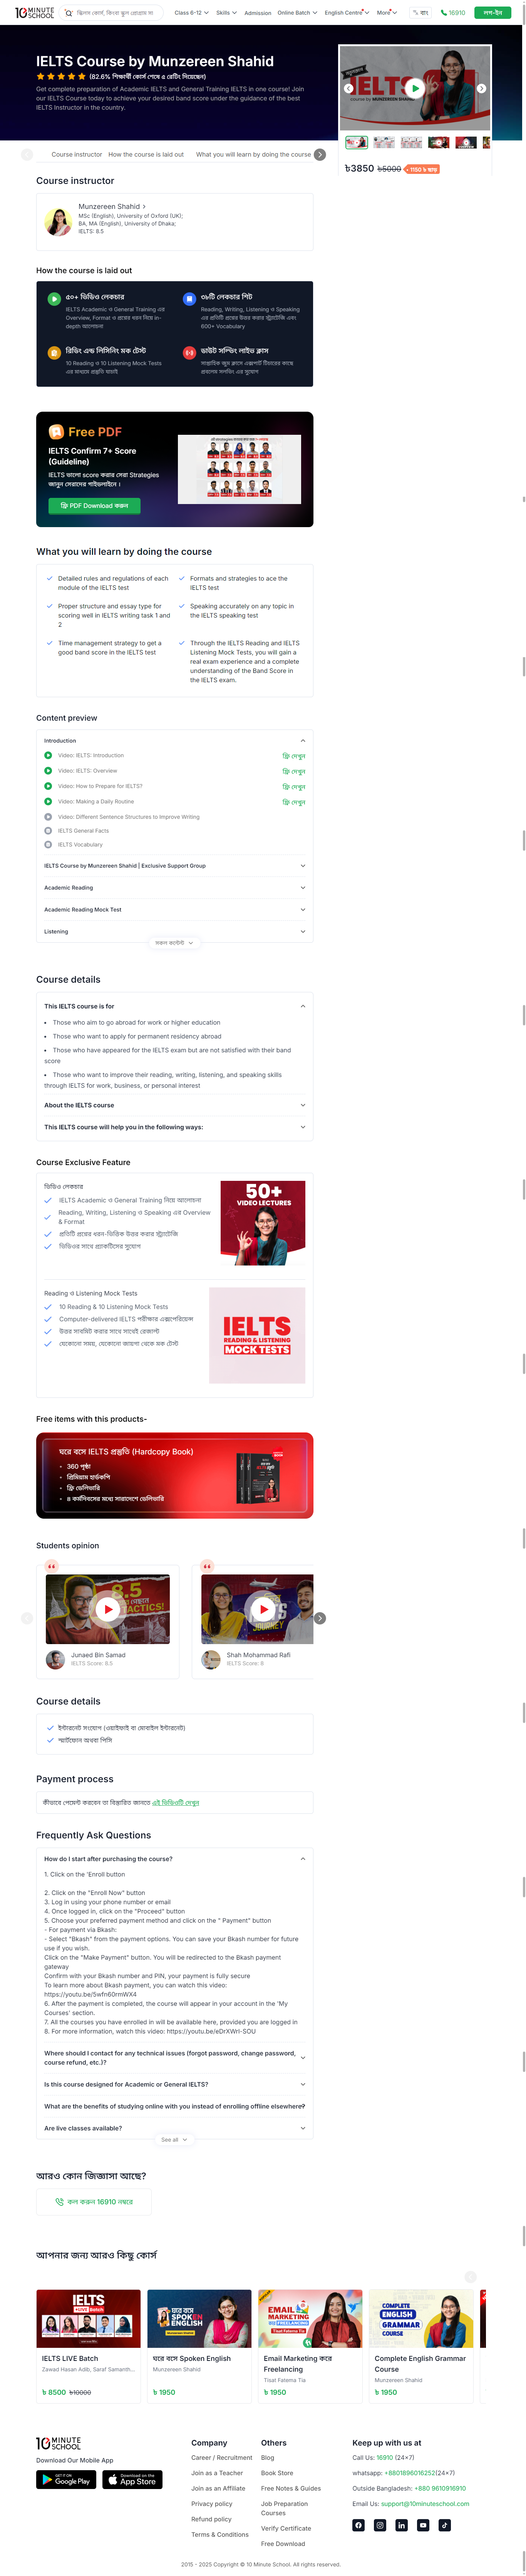 10 MINUTE SCHOOL
স্কিলস কোর্স, কিংবা স্কুল প্রোগ্রাম সা
Class 6-12
Skills
Admission
Online Batch
English Centre
More
বাং
16910
লগ-ইন
IELTS Course by Munzereen Shahid
(82.6% শিক্ষার্থী কোর্স শেষে ৫ রেটিং দিয়েছেন)
Get complete preparation of Academic IELTS and General Training IELTS in one course! Join
our IELTS Course today to achieve your desired band score under the guidance of the best
IELTS Instructor in the country.
IELTS
course by MUNZEREEN SHAHID
৳3850 ৳5000 1150 ৳ ছাড়
Course instructor
How the course is laid out
What you will learn by doing the course
Course instructor
Munzereen Shahid
MSc (English), University of Oxford (UK);
BA, MA (English), University of Dhaka;
IELTS: 8.5
How the course is laid out
৫০+ ভিডিও লেকচার
IELTS Academic ও General Training এর
Overview, Format ও প্রশ্নের ধরন নিয়ে in-
depth আলোচনা
৩৮টি লেকচার শিট
Reading, Writing, Listening ও Speaking
এর প্রতিটি প্রশ্নের উত্তর করার স্ট্র্যাটেজি এবং
600+ Vocabulary
রিডিং এন্ড লিসিনিং মক টেস্ট
10 Reading ও 10 Listening Mock Tests
এর মাধ্যমে প্রস্তুতি যাচাই
ডাউট সল্ভিং লাইভ ক্লাস
সাপ্তাহিক জুম ক্লাসে এক্সপার্ট টিচারের কাছে
প্রবলেম সলভিং এর সুযোগ
Free PDF
IELTS Confirm 7+ Score
(Guideline)
IELTS ভালো score করার সেরা Strategies
জানুন সেরাদের গাইডলাইনে ।
ফ্রি PDF Download করুন
What you will learn by doing the course
Detailed rules and regulations of each
module of the IELTS test
Formats and strategies to ace the
IELTS test
Proper structure and essay type for
scoring well in IELTS writing task 1 and
2
Speaking accurately on any topic in
the IELTS speaking test
Time management strategy to get a
good band score in the IELTS test
Through the IELTS Reading and IELTS
Listening Mock Tests, you will gain a
real exam experience and a complete
understanding of the Band Score in
the IELTS exam.
Content preview
Introduction
Video: IELTS: Introduction
ফ্রি দেখুন
Video: IELTS: Overview
ফ্রি দেখুন
Video: How to Prepare for IELTS?
ফ্রি দেখুন
Video: Making a Daily Routine
ফ্রি দেখুন
Video: Different Sentence Structures to Improve Writing
IELTS General Facts
IELTS Vocabulary
IELTS Course by Munzereen Shahid | Exclusive Support Group
Academic Reading
Academic Reading Mock Test
Listening
সকল কন্টেন্ট
Course details
This IELTS course is for
• Those who aim to go abroad for work or higher education
• Those who want to apply for permanent residency abroad
• Those who have appeared for the IELTS exam but are not satisfied with their band
score
• Those who want to improve their reading, writing, listening, and speaking skills
through IELTS for work, business, or personal interest
About the IELTS course
This IELTS course will help you in the following ways:
Course Exclusive Feature
ভিডিও লেকচার
IELTS Academic ও General Training নিয়ে আলোচনা
Reading, Writing, Listening ও Speaking এর Overview
& Format
প্রতিটি প্রশ্নের ধরন-ভিত্তিক উত্তর করার স্ট্র্যাটেজি
ভিডিওর সাথে প্র্যাকটিসের সুযোগ
50+
VIDEO LECTURES
Reading ও Listening Mock Tests
10 Reading & 10 Listening Mock Tests
Computer-delivered IELTS পরীক্ষার এক্সপেরিয়েন্স
উত্তর সাবমিট করার সাথে সাথেই রেজাল্ট
যেকোনো সময়, যেকোনো জায়গা থেকে মক টেস্ট
IELTS
READING & LISTENING
MOCK TESTS
Free items with this products-
ঘরে বসে IELTS প্রস্তুতি (Hardcopy Book)
• 360 পৃষ্ঠা
• প্রিমিয়াম হার্ডকপি
• ফ্রি ডেলিভারি
• ৪ কর্মদিবসের মধ্যে সারাদেশে ডেলিভারি
Students opinion
8.5
Junaed Bin Samad
IELTS Score: 8.5
JOURNEY
Shah Mohammad Rafi
IELTS Score: 8
Course details
ইন্টারনেট সংযোগ (ওয়াইফাই বা মোবাইল ইন্টারনেট)
স্মার্টফোন অথবা পিসি
Payment process
কীভাবে পেমেন্ট করবেন তা বিস্তারিত জানতে এই ভিডিওটি দেখুন
Frequently Ask Questions
How do I start after purchasing the course?
1. Click on the 'Enroll button
2. Click on the "Enroll Now" button
3. Log in using your phone number or email
4. Once logged in, click on the "Proceed" button
5. Choose your preferred payment method and click on the " Payment" button
- For payment via Bkash:
- Select "Bkash" from the payment options. You can save your Bkash number for future
use if you wish.
Click on the "Make Payment" button. You will be redirected to the Bkash payment
gateway
Confirm with your Bkash number and PIN, your payment is fully secure
To learn more about Bkash payment, you can watch this video:
https://youtu.be/5wfn60rmWX4
6. After the payment is completed, the course will appear in your account in the 'My
Courses' section.
7. All the courses you have enrolled in will be available here, provided you are logged in
8. For more information, watch this video: https://youtu.be/eDrXWrI-SOU
Where should I contact for any technical issues (forgot password, change password,
course refund, etc.)?
Is this course designed for Academic or General IELTS?
What are the benefits of studying online with you instead of enrolling offline elsewhere?
Are live classes available?
See all
আরও কোন জিজ্ঞাসা আছে?
কল করুন 16910 নম্বরে
আপনার জন্য আরও কিছু কোর্স
IELTS
LIVE Batch
IELTS LIVE Batch
Zawad Hasan Adib, Saraf Samanth...
৳ 8500 ৳10000
ঘরে বসে
SPOKEN
ENGLISH
ঘরে বসে Spoken English
Munzereen Shahid
৳ 1950
EMAIL
MARKETING
করে FREELANCING
Tisat Fatema Tia
Email Marketing করে
Freelancing
Tisat Fatema Tia
৳ 1950
COMPLETE
ENGLISH
GRAMMAR
COURSE
Complete English Grammar
Course
Munzereen Shahid
৳ 1950
10 MINUTE SCHOOL
Download Our Mobile App
GET IT ON
Google Play
Download on the
App Store
Company
Career / Recruitment
Join as a Teacher
Join as an Affiliate
Privacy policy
Refund policy
Terms & Conditions
Others
Blog
Book Store
Free Notes & Guides
Job Preparation
Courses
Verify Certificate
Free Download
Keep up with us at
Call Us: 16910 (24x7)
whatsapp: +8801896016252(24x7)
Outside Bangladesh: +880 9610916910
Email Us: support@10minuteschool.com
2015 - 2025 Copyright © 10 Minute School. All rights reserved.